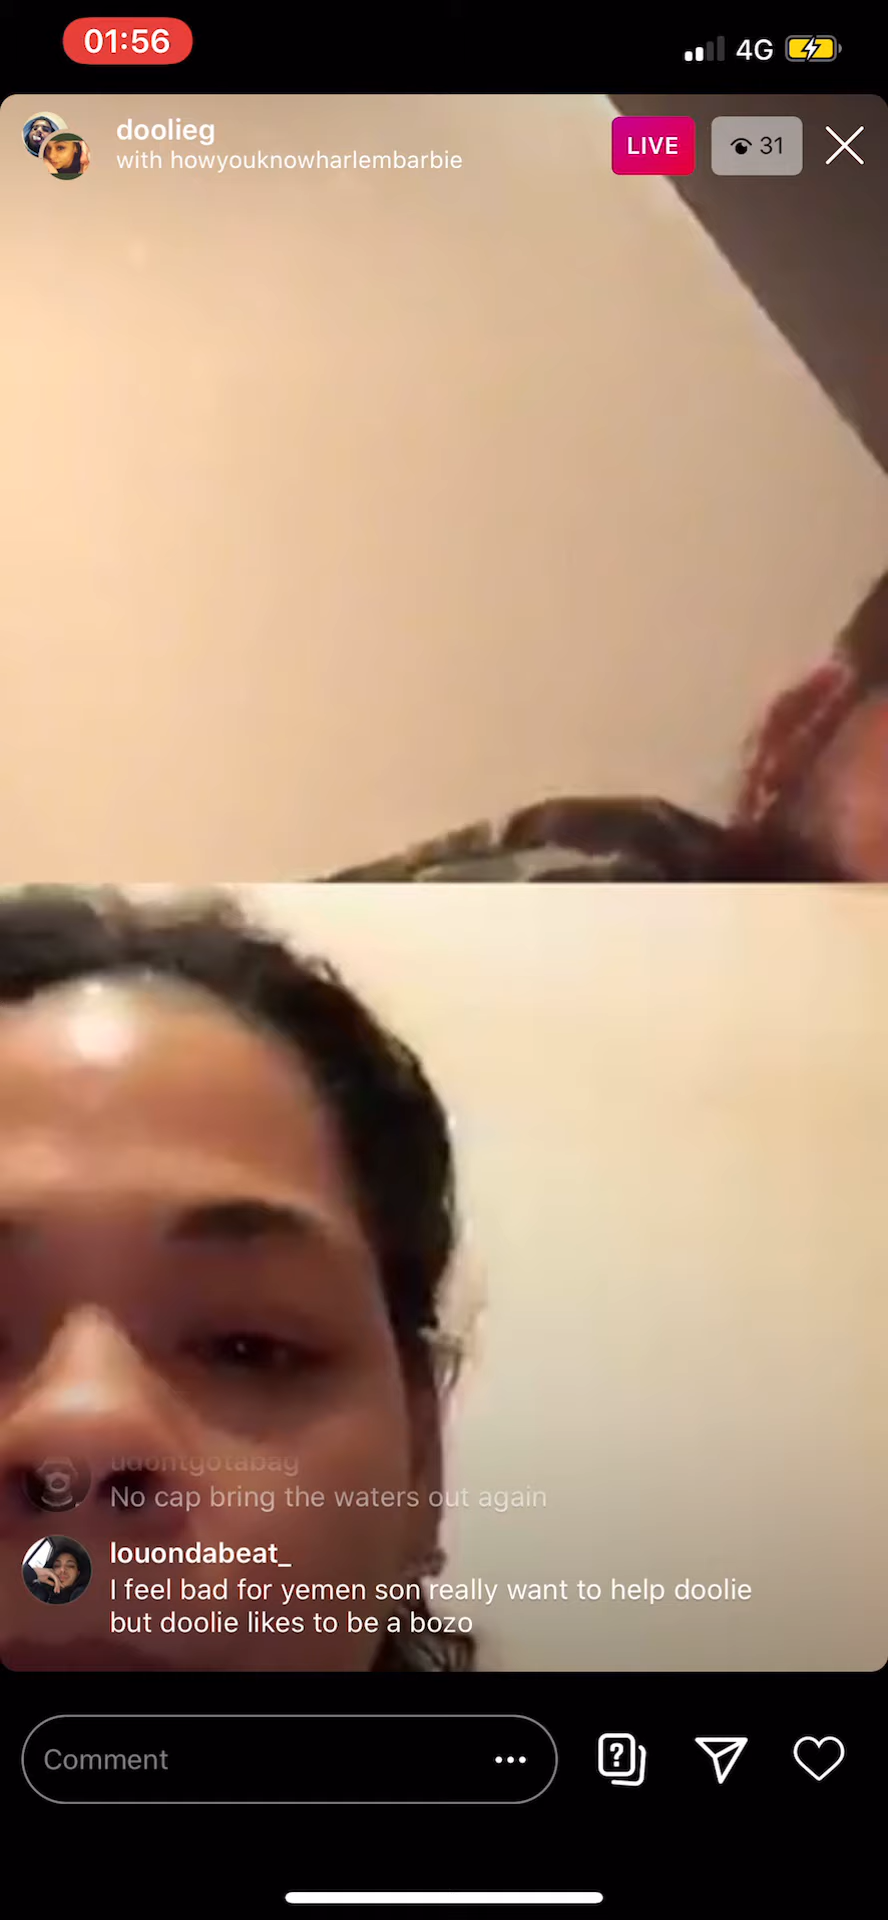 01:56
4G
doolieg
with howyouknowharlembarbie
LIVE
31
udontgotabag
No cap bring the waters out again
louondabeat_
I feel bad for yemen son really want to help doolie
but doolie likes to be a bozo
Comment